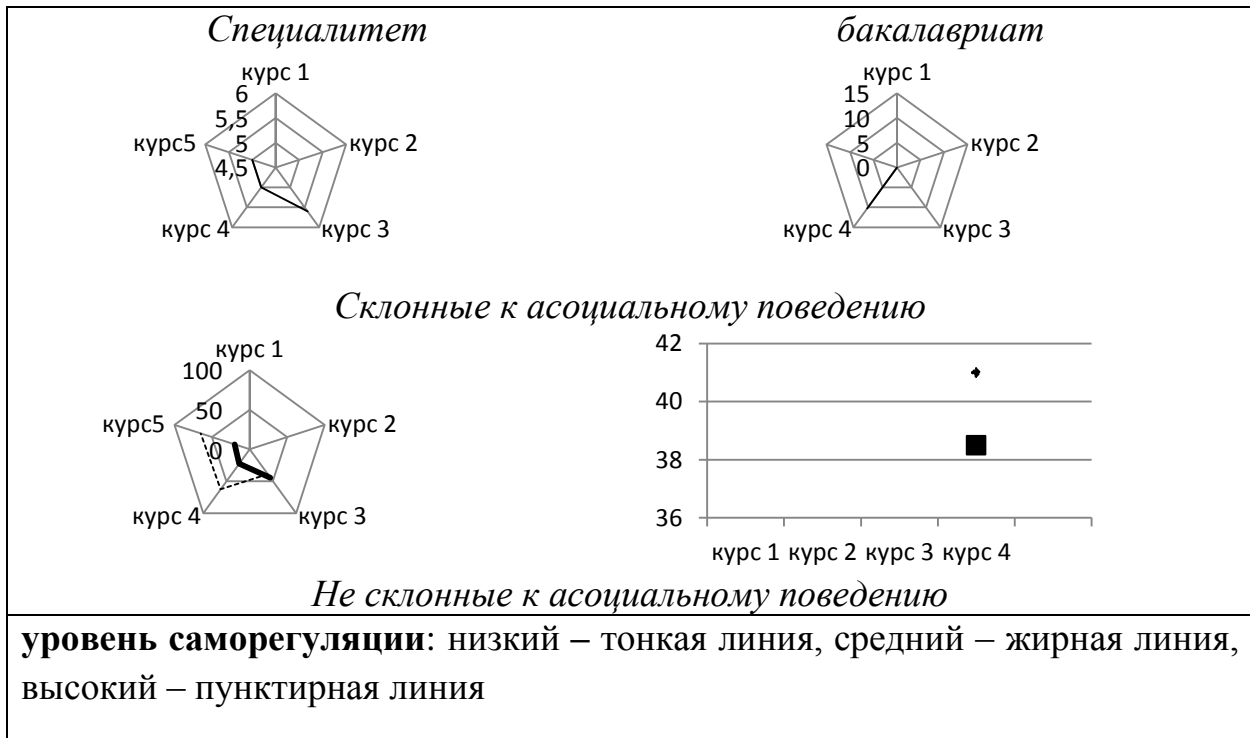 Специалитет
бакалавриат
курс 1
6
5,5
5
4,5
курс 2
курс5
курс 4
курс 3
курс 1
15
10
5
0
курс 2
курс 5
курс 4
курс 3
Склонные к асоциальному поведению
курс 1
100
50
0
курс 2
курс5
курс 4
курс 3
42
40
38
36
курс 1 курс 2 курс 3 курс 4
Не склонные к асоциальному поведению
уровень саморегуляции: низкий – тонкая линия, средний – жирная линия,
высокий – пунктирная линия